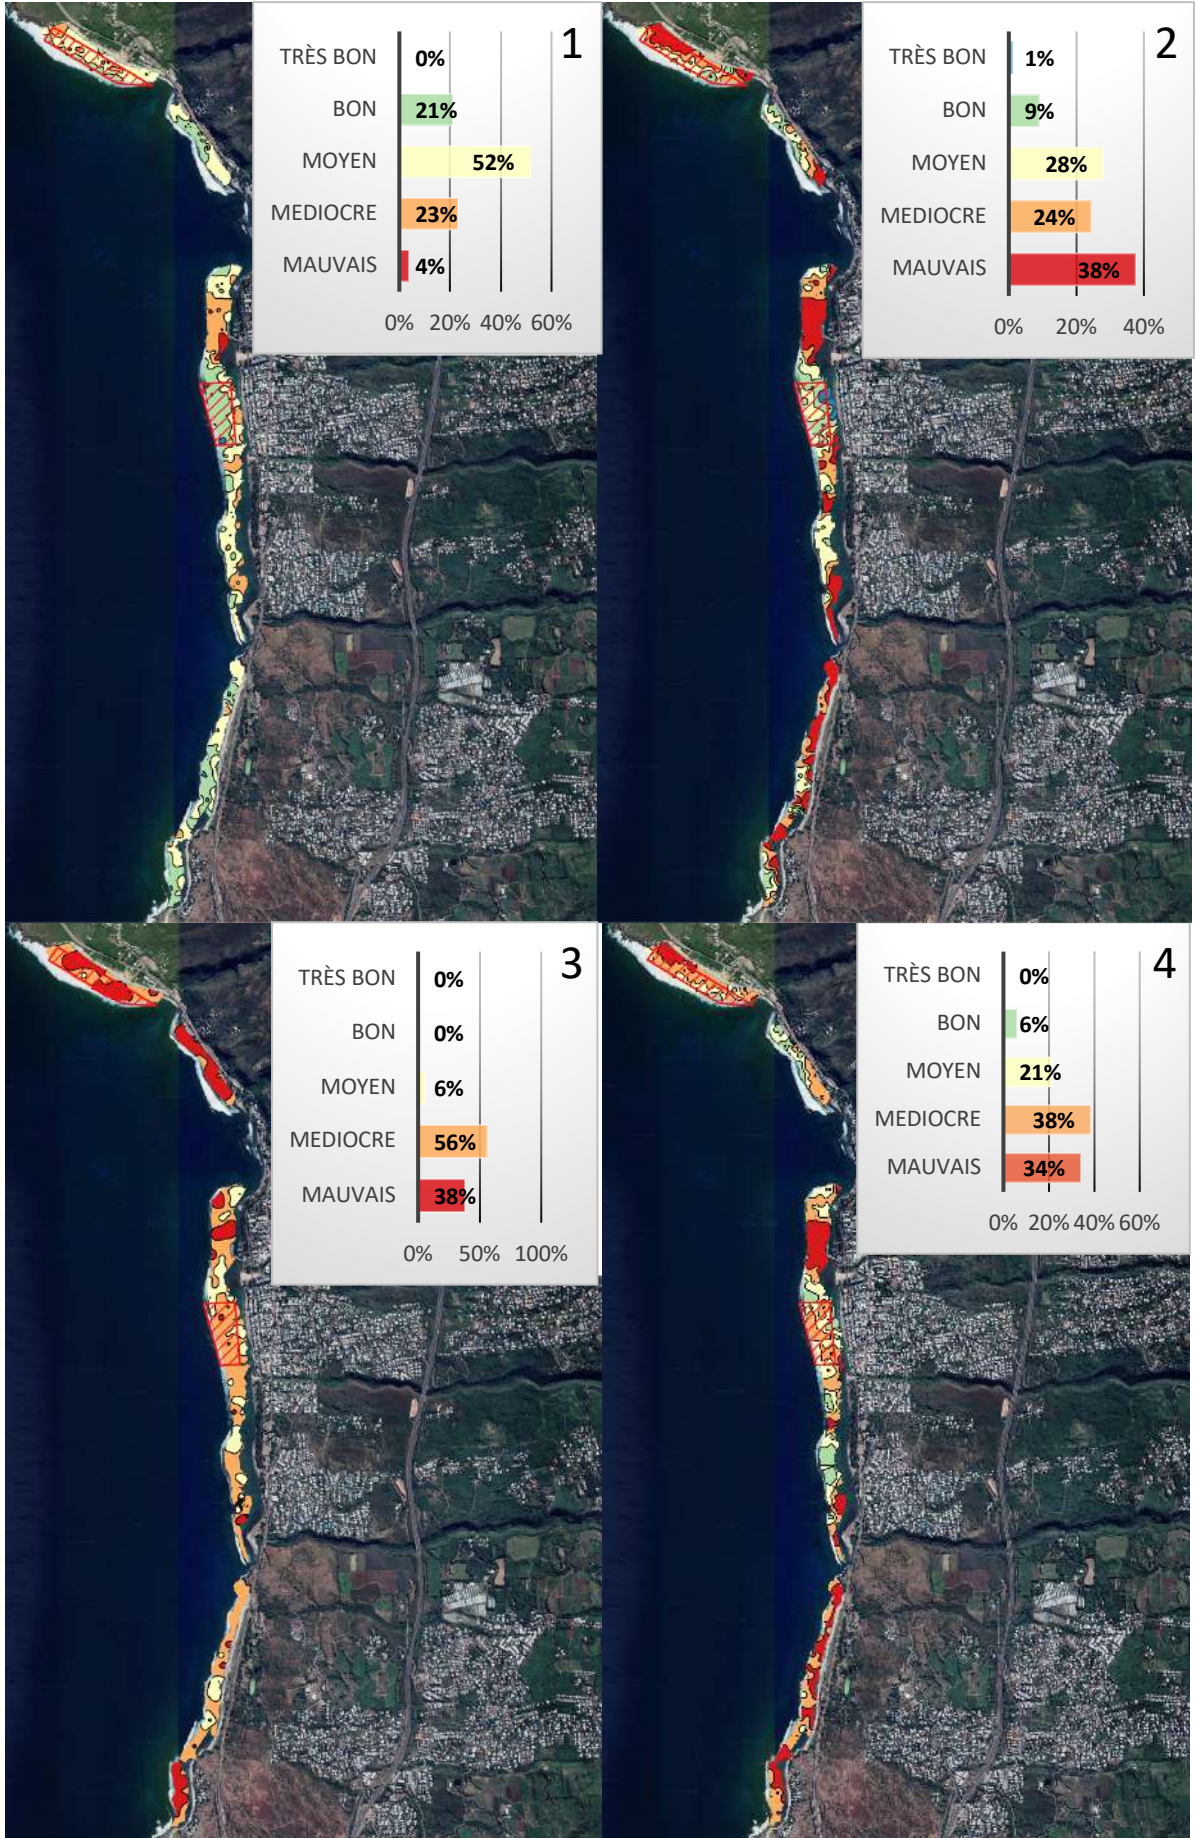 1
TRÈS BON 0%
BON 21%
MOYEN 52%
MEDIOCRE 23%
MAUVAIS 4%
0% 20% 40% 60%
2
TRÈS BON 1%
BON 9%
MOYEN 28%
MEDIOCRE 24%
MAUVAIS 38%
0% 20% 40%
3
TRÈS BON 0%
BON 0%
MOYEN 6%
MEDIOCRE 56%
MAUVAIS 38%
0% 50% 100%
4
TRÈS BON 0%
BON 6%
MOYEN 21%
MEDIOCRE 38%
MAUVAIS 34%
0% 20% 40% 60%